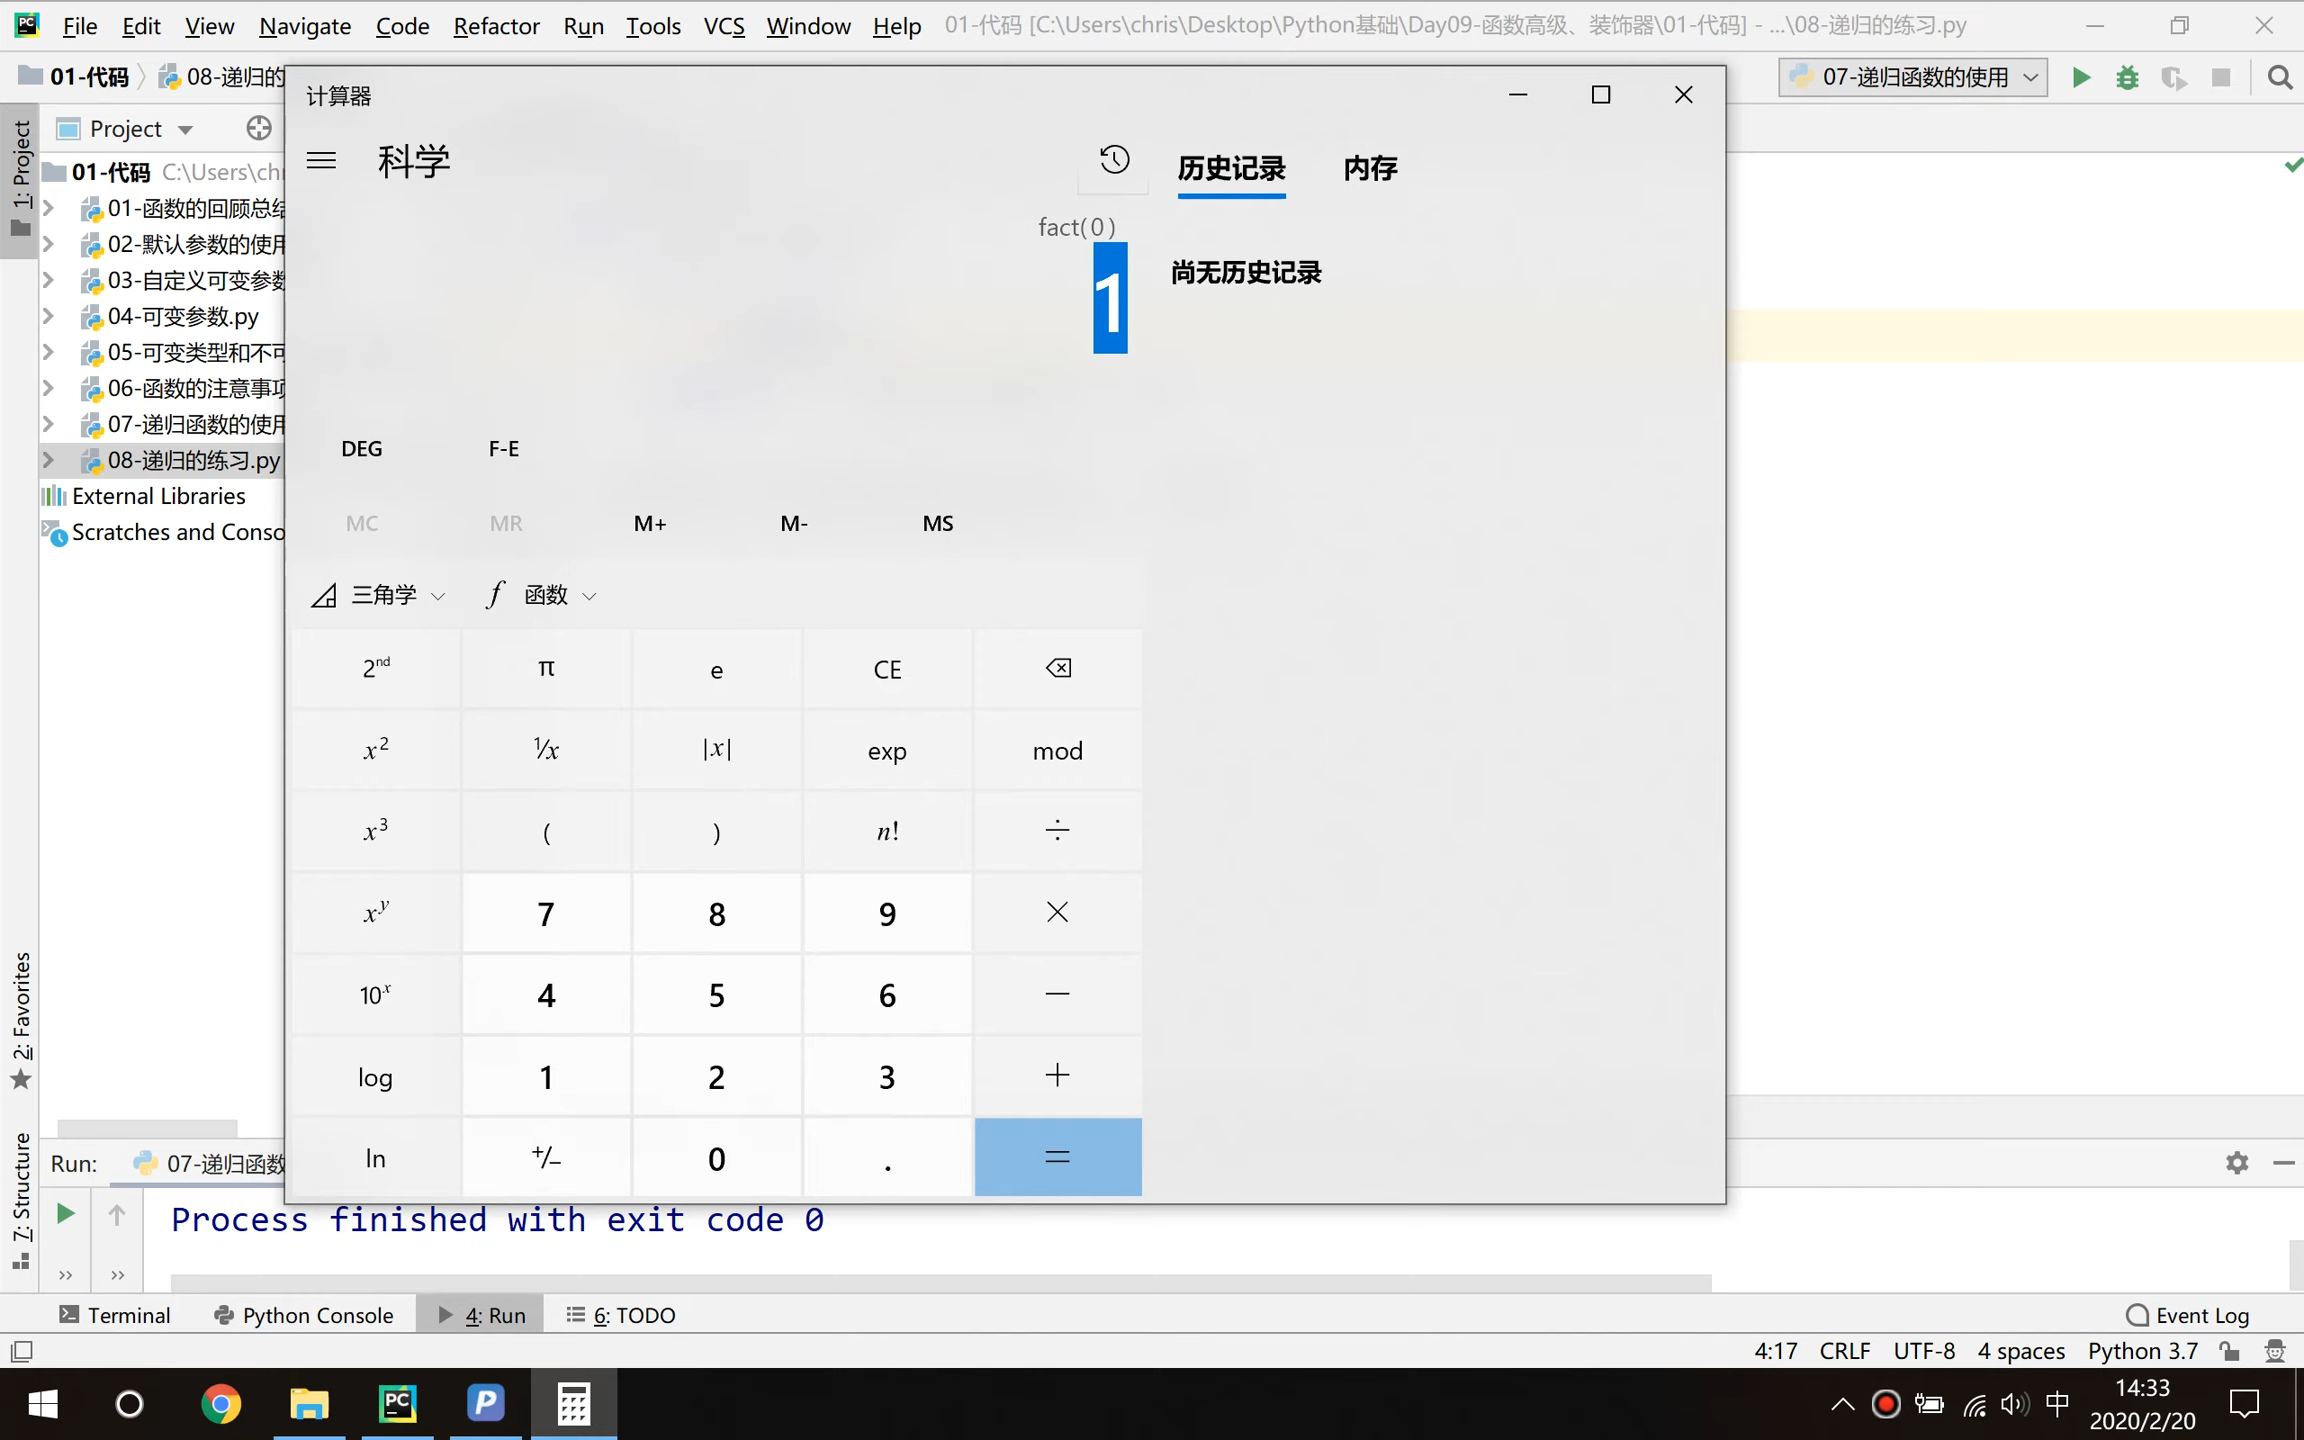 File Edit View Navigate Code Refactor Run Tools VCS Window Help 01-代码 [C:\Users\chris\Desktop\Python基础\Day09-函数高级、装饰器\01-代码] - ...\08-递归的练习.py
01-代码 08-递归的
07-递归函数的使用
计算器
Project
科学
历史记录 内存
01-代码 C:\Users\chr
01-函数的回顾总结
fact(0)
02-默认参数的使用
1
尚无历史记录
03-自定义可变参数
04-可变参数.py
05-可变类型和不可
06-函数的注意事项
07-递归函数的使用
DEG F-E
08-递归的练习.py
External Libraries
MC MR M+ M- MS
Scratches and Conso
三角学 f 函数
2nd π e CE
x2 1/x |x| exp mod
x3 ( ) n! ÷
xy 7 8 9 ×
10x 4 5 6 −
log 1 2 3 +
ln +/− 0 . =
1: Project
2: Favorites
7: Structure
Run: 07-递归函数
Process finished with exit code 0
Terminal Python Console 4: Run 6: TODO Event Log
4:17 CRLF UTF-8 4 spaces Python 3.7
中
14:33
2020/2/20